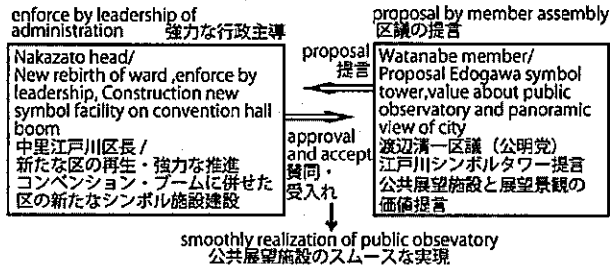 enforce by leadership of
administration 強力な行政主導
Nakazato head/
New rebirth of ward ,enforce by
leadership, Construction new
symbol facility on convention hall
boom
中里江戸川区長 /
新たな区の再生・強力な推進
コンベンション・ブームに併せた
区の新たなシンボル施設建設
proposal
提言
approval
and accept
賛同・
受入れ
proposal by member assembly
区議の提言
Watanabe member/
Proposal Edogawa symbol
tower,value about public
observatory and panoramic
view of city
渡辺清一区議（公明党）
江戸川シンボルタワー提言
公共展望施設と展望景観の
価値提言
smoothly realization of public obsevatory
公共展望施設のスムースな実現